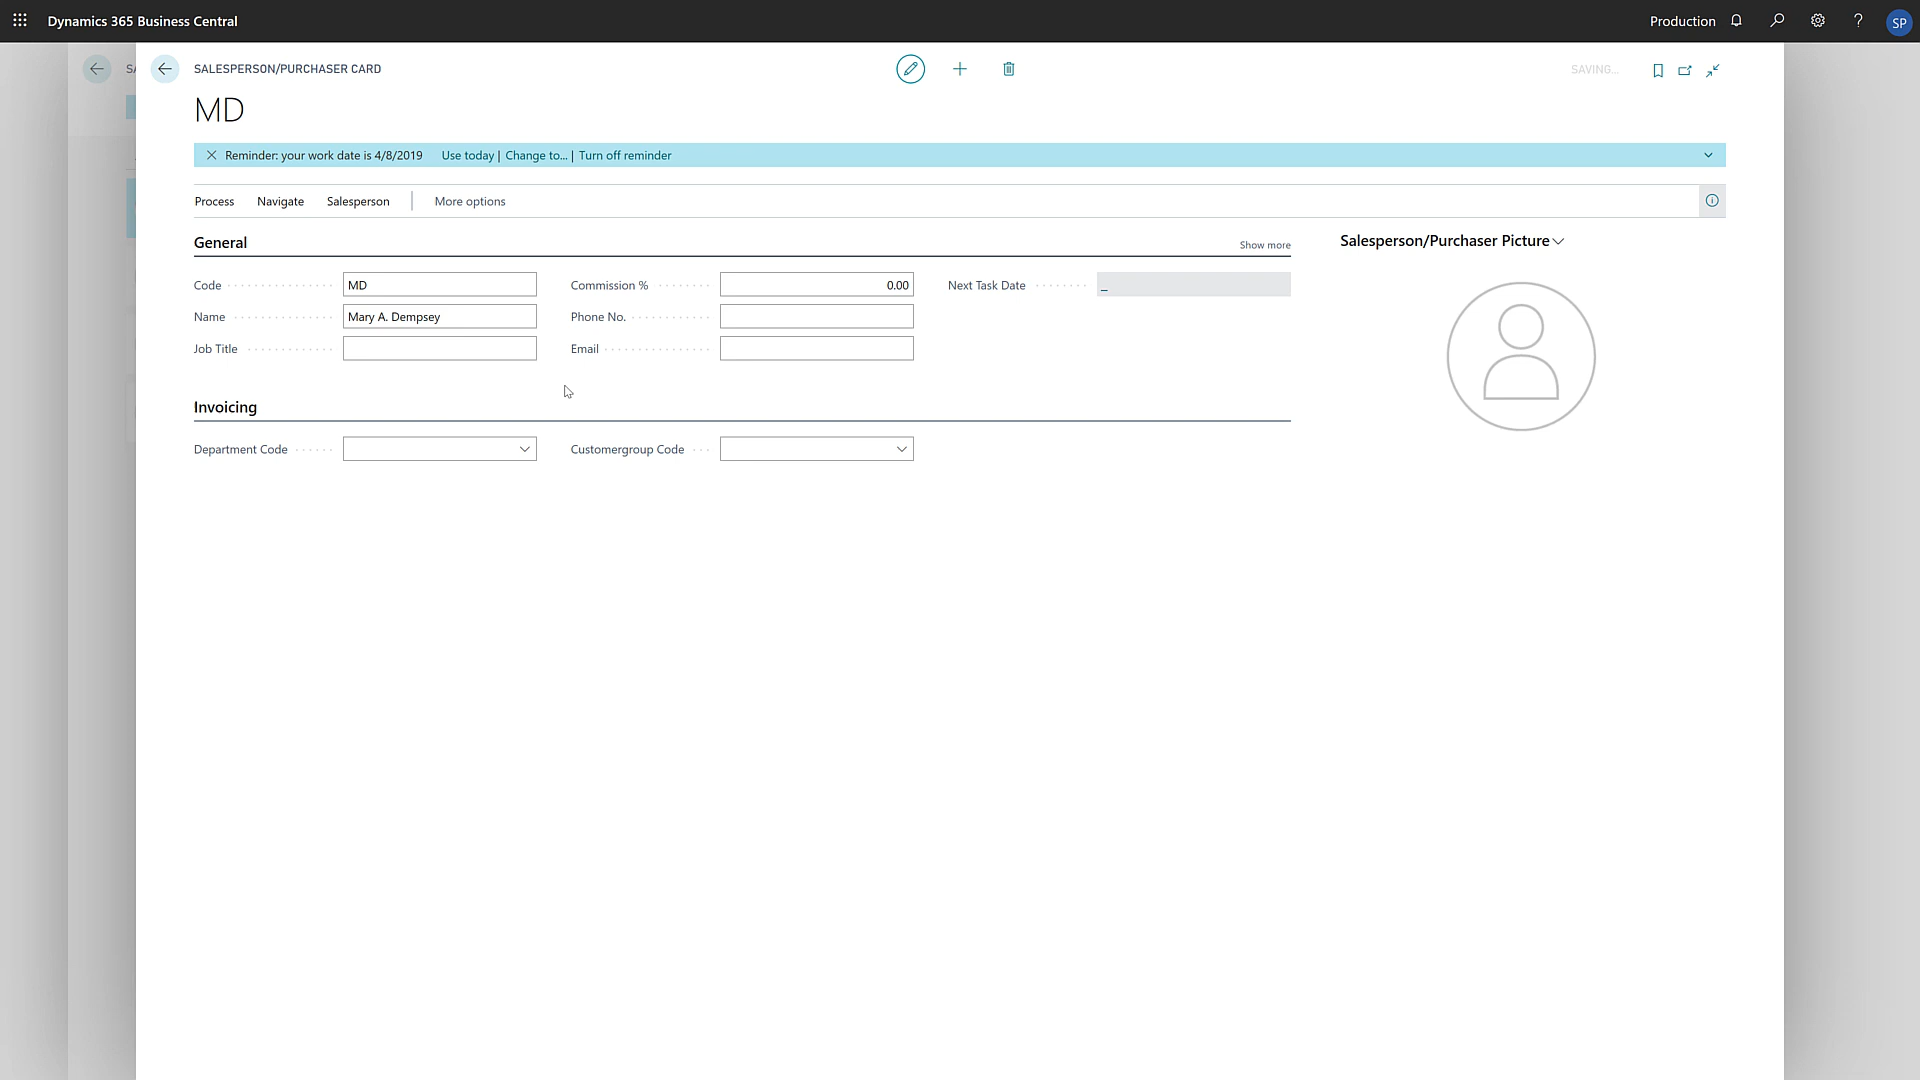 Dynamics 365 Business Central
Production
?
SP
SA
SALESPERSON/PURCHASER CARD
SAVING...
MD
Reminder: your work date is 4/8/2019 Use today | Change to... | Turn off reminder
Process Navigate Salesperson More options
General Show more
Salesperson/Purchaser Picture
Code MD Commission % 0.00 Next Task Date _
Name Mary A. Dempsey Phone No.
Job Title Email
Invoicing
Department Code Customergroup Code